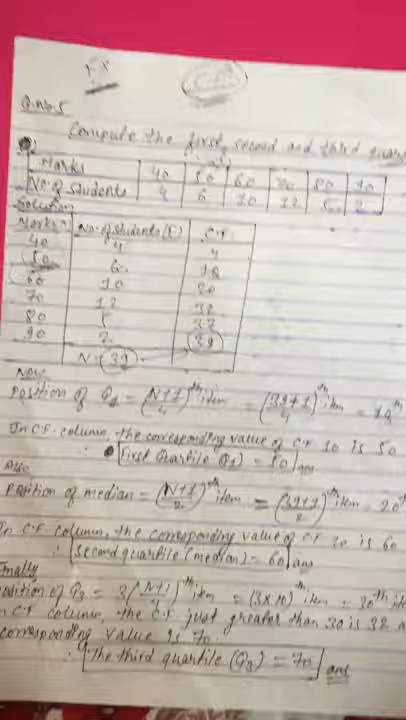 Q.No.5
Compute the first, second and third
Marks 40 50 60 70 80 90
No. of students 4 6 10 12 5 2
Solution
Marks No. of students (f) C.f.
40 4 4
50 6 10
60 10 20
70 12 32
80 5 37
90 2 39
N = 39
Now,
Position of Q1 = (N+1/4)th item = (39+1/4)th item = 10th
In C.F. column, the corresponding value of C.F 10 is 50
∴ First Quartile (Q1) = 50 ans
Also
Position of median = (N+1/2)th item = (39+1/2)th item = 20th
In C.F column, the corresponding value of CF 20 is 60
∴ Second quartile (median) = 60 ans
Finally
Position of Q3 = 3(N+1/4)th item = (3×10)th item = 30th item
In C.F column, the C.F just greater than 30 is 32
corresponding value is 70.
∴ The third quartile (Q3) = 70 ans